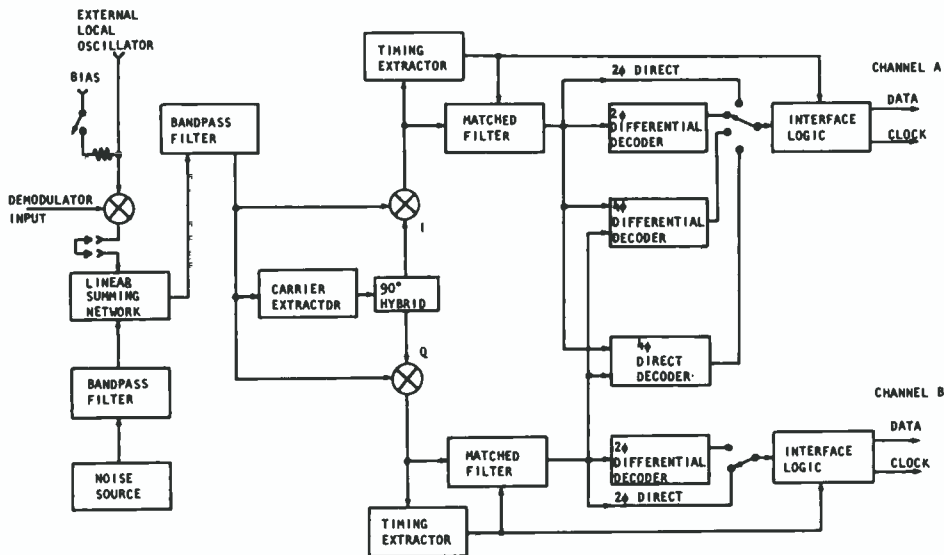 EXTERNAL
LOCAL
OSCILLATOR
BIAS
DEMODULATOR
INPUT
LINEAR
SUMMING
NETWORK
BANDPASS
FILTER
NOISE
SOURCE
BANDPASS
FILTER
CARRIER
EXTRACTOR
90°
HYBRID
I
Q
TIMING
EXTRACTOR
MATCHED
FILTER
2ϕ DIRECT
2ϕ
DIFFERENTIAL
DECODER
4ϕ
DIFFERENTIAL
DECODER
4ϕ
DIRECT
DECODER
INTERFACE
LOGIC
CHANNEL A
DATA
CLOCK
MATCHED
FILTER
TIMING
EXTRACTOR
2ϕ
DIFFERENTIAL
DECODER
2ϕ DIRECT
INTERFACE
LOGIC
CHANNEL B
DATA
CLOCK